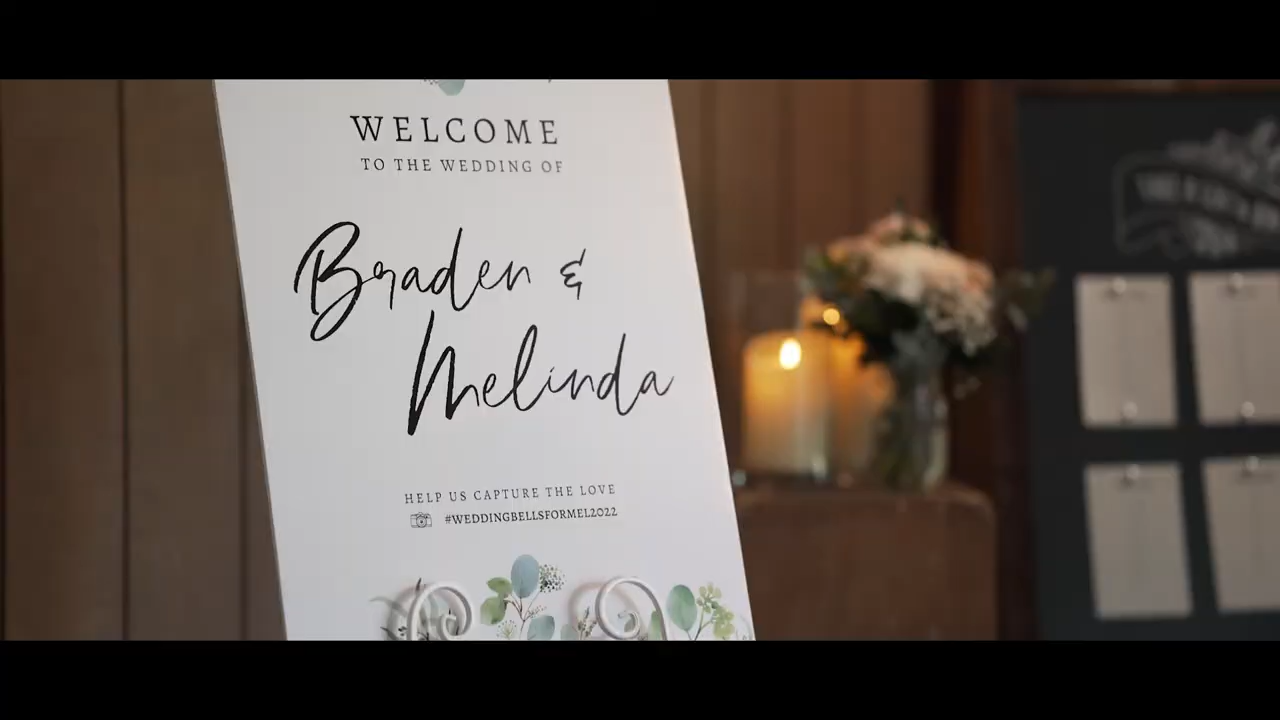 WELCOME
TO THE WEDDING OF
Braden &
Melinda
HELP US CAPTURE THE LOVE
#WEDDINGBELLSFORMEL2022